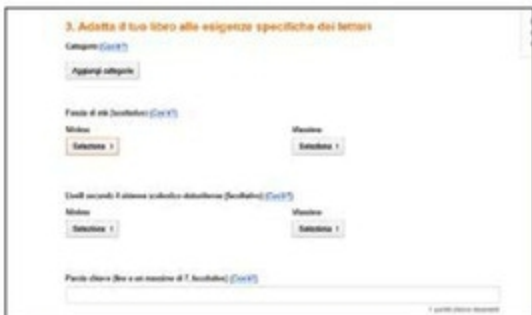 3. Adatta il tuo libro alle esigenze specifiche dei lettori
Categorie (Cos'è?)
Aggiungi categorie
Fascia di età (facoltativo) (Cos'è?)
Minimo Massimo
Seleziona Seleziona
Livelli secondo il sistema scolastico statunitense (facoltativo) (Cos'è?)
Minimo Massimo
Seleziona Seleziona
Parole chiave (fino a un massimo di 7, facoltativo) (Cos'è?)